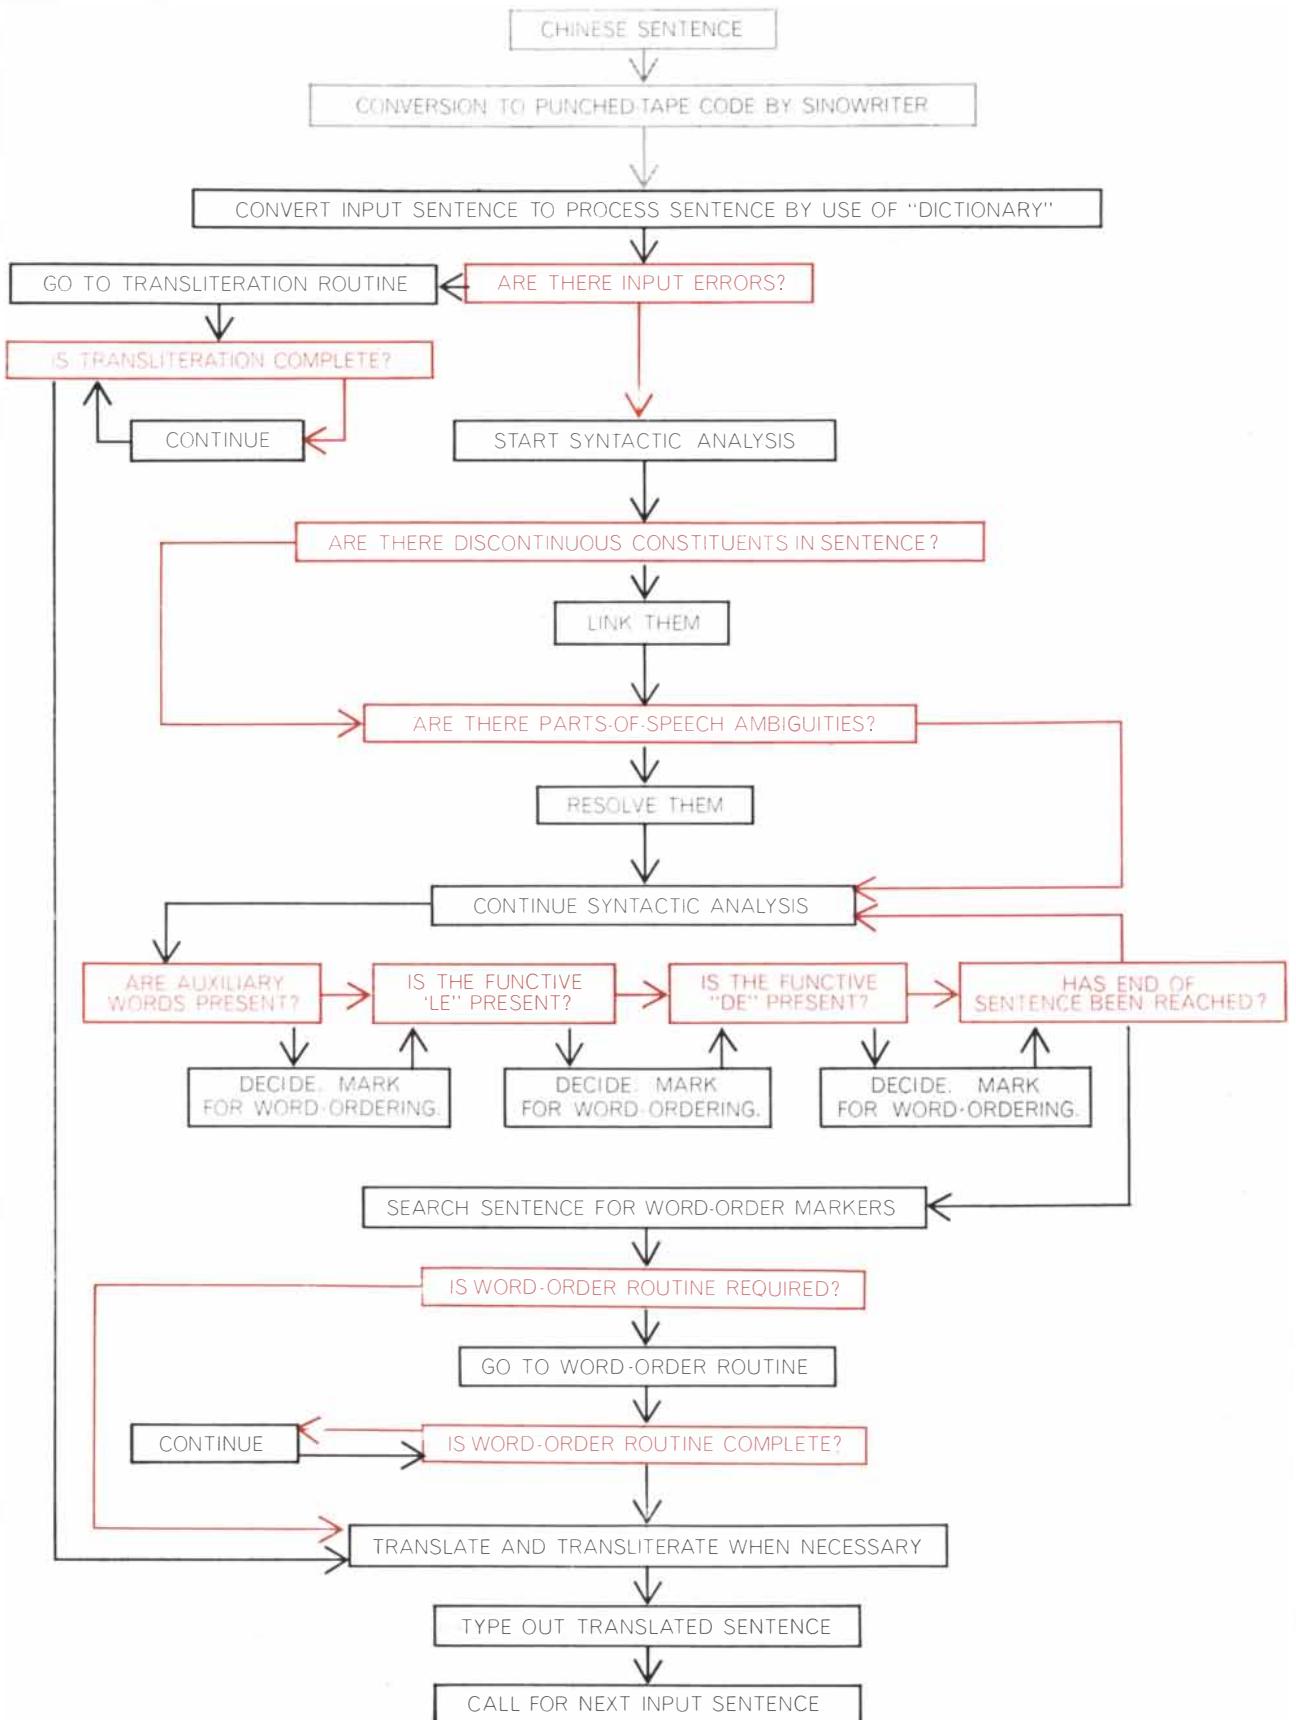 CHINESE SENTENCE
CONVERSION TO PUNCHED-TAPE CODE BY SINOWRITER
CONVERT INPUT SENTENCE TO PROCESS SENTENCE BY USE OF "DICTIONARY"
GO TO TRANSLITERATION ROUTINE
ARE THERE INPUT ERRORS?
IS TRANSLITERATION COMPLETE?
CONTINUE
START SYNTACTIC ANALYSIS
ARE THERE DISCONTINUOUS CONSTITUENTS IN SENTENCE?
LINK THEM
ARE THERE PARTS-OF-SPEECH AMBIGUITIES?
RESOLVE THEM
CONTINUE SYNTACTIC ANALYSIS
ARE AUXILIARY
WORDS PRESENT?
IS THE FUNCTIVE
'LE" PRESENT?
IS THE FUNCTIVE
"DE" PRESENT?
HAS END OF
SENTENCE BEEN REACHED?
DECIDE. MARK
FOR WORD-ORDERING.
DECIDE. MARK
FOR WORD-ORDERING.
DECIDE. MARK
FOR WORD-ORDERING.
SEARCH SENTENCE FOR WORD-ORDER MARKERS
IS WORD-ORDER ROUTINE REQUIRED?
GO TO WORD-ORDER ROUTINE
CONTINUE
IS WORD-ORDER ROUTINE COMPLETE?
TRANSLATE AND TRANSLITERATE WHEN NECESSARY
TYPE OUT TRANSLATED SENTENCE
CALL FOR NEXT INPUT SENTENCE